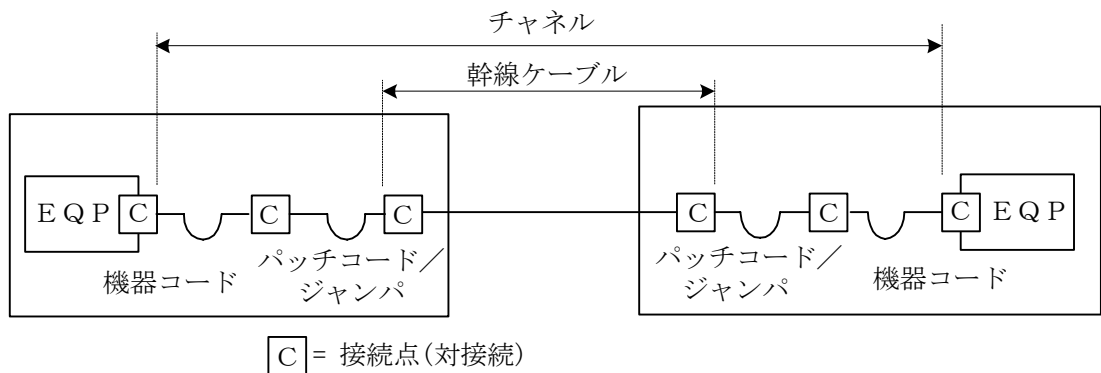 チャネル
幹線ケーブル
EQP
C
C
C
C
C
C
EQP
機器コード
パッチコード／
ジャンパ
パッチコード／
ジャンパ
機器コード
C = 接続点(対接続)